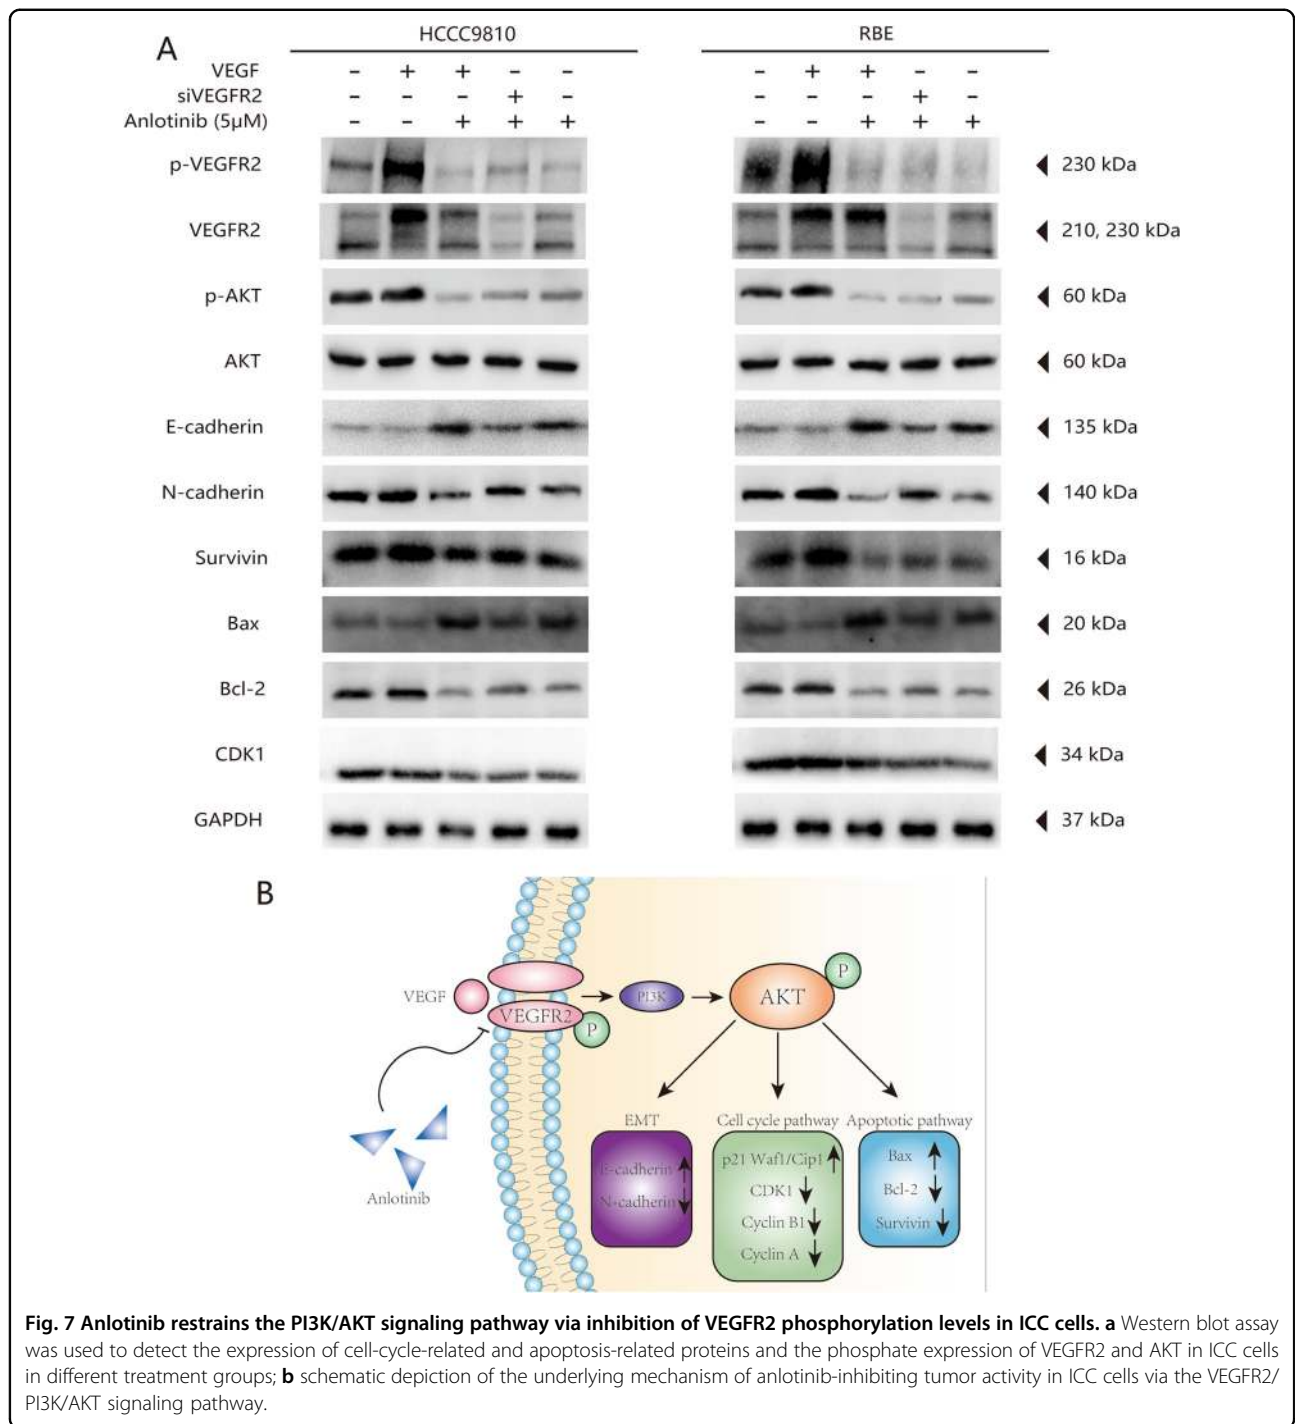 A
HCCC9810 RBE
VEGF - + + - - - + + - -
siVEGFR2 - - - + - - - - + -
Anlotinib (5μM) - - + + + - - + + +
p-VEGFR2 230 kDa
VEGFR2 210, 230 kDa
p-AKT 60 kDa
AKT 60 kDa
E-cadherin 135 kDa
N-cadherin 140 kDa
Survivin 16 kDa
Bax 20 kDa
Bcl-2 26 kDa
CDK1 34 kDa
GAPDH 37 kDa
B
P
VEGF PI3K AKT
VEGFR2
P
EMT Cell cycle pathway Apoptotic pathway
E-cadherin p21 Waf1/Cip1 Bax
N-cadherin CDK1 Bcl-2
Cyclin B1 Survivin
Cyclin A
Anlotinib
Fig. 7 Anlotinib restrains the PI3K/AKT signaling pathway via inhibition of VEGFR2 phosphorylation levels in ICC cells. a Western blot assay
was used to detect the expression of cell-cycle-related and apoptosis-related proteins and the phosphate expression of VEGFR2 and AKT in ICC cells
in different treatment groups; b schematic depiction of the underlying mechanism of anlotinib-inhibiting tumor activity in ICC cells via the VEGFR2/
PI3K/AKT signaling pathway.